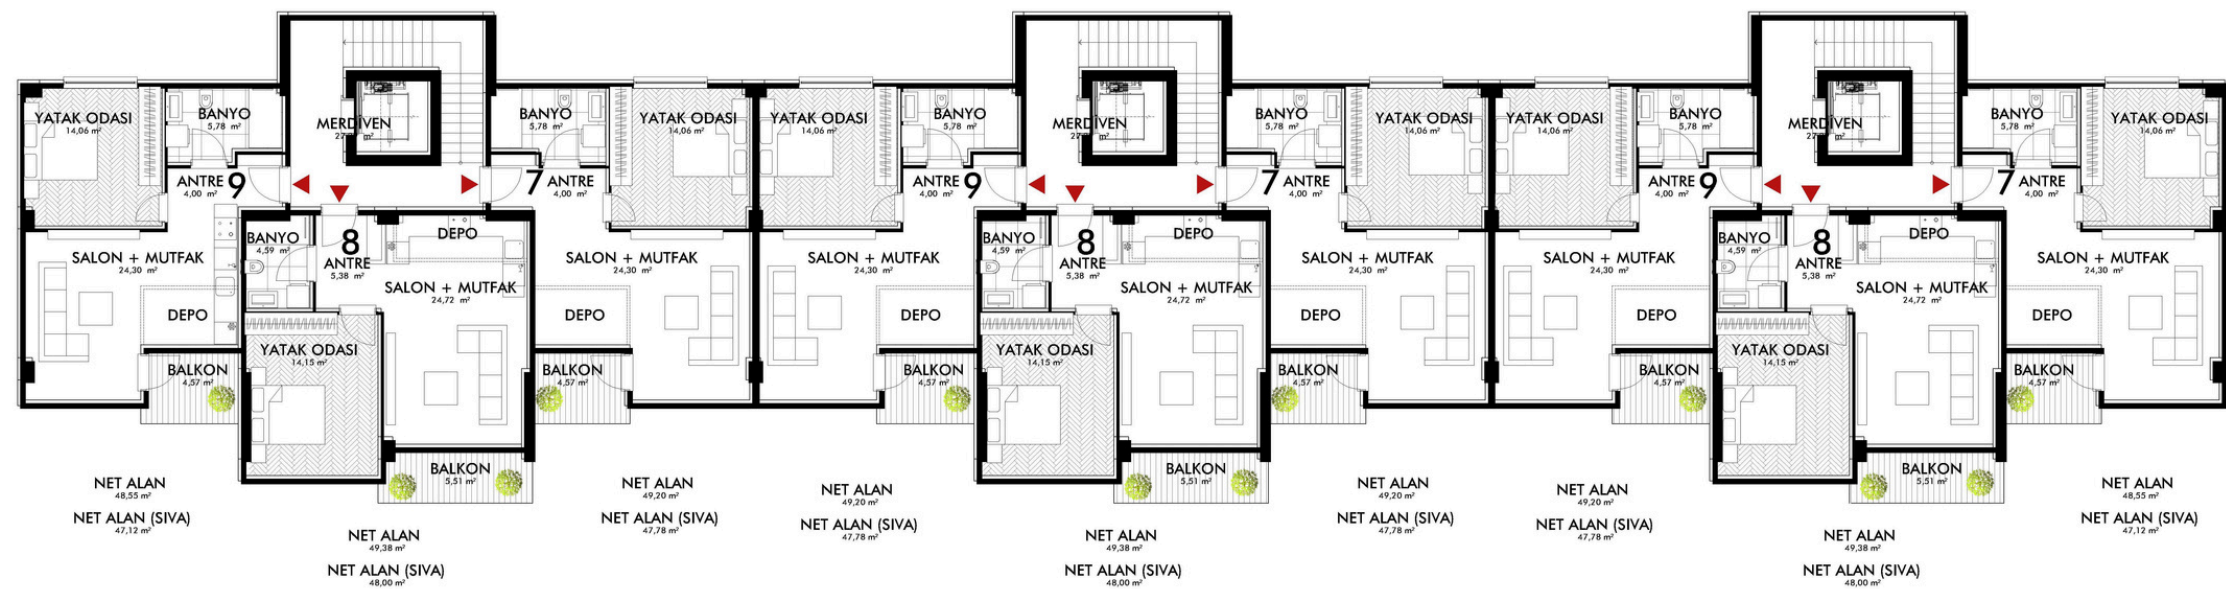 YATAK ODASI
14,06 m²
BANYO
5,78 m²
MERDİVEN
BANYO
5,78 m²
YATAK ODASI
14,06 m²
ANTRE
4,00 m²
9
7
ANTRE
4,00 m²
BANYO
4,59 m²
8
ANTRE
5,38 m²
DEPO
SALON + MUTFAK
24,30 m²
SALON + MUTFAK
24,72 m²
SALON + MUTFAK
24,30 m²
DEPO
DEPO
YATAK ODASI
14,15 m²
BALKON
4,57 m²
BALKON
4,57 m²
BALKON
5,51 m²
NET ALAN
48,55 m²
NET ALAN (SIVA)
47,12 m²
NET ALAN
49,38 m²
NET ALAN (SIVA)
48,00 m²
NET ALAN
49,20 m²
NET ALAN (SIVA)
47,78 m²
YATAK ODASI
14,06 m²
BANYO
5,78 m²
MERDİVEN
BANYO
5,78 m²
YATAK ODASI
14,06 m²
ANTRE
4,00 m²
9
7
ANTRE
4,00 m²
BANYO
4,59 m²
8
ANTRE
5,38 m²
DEPO
SALON + MUTFAK
24,30 m²
SALON + MUTFAK
24,72 m²
SALON + MUTFAK
24,30 m²
DEPO
DEPO
YATAK ODASI
14,15 m²
BALKON
4,57 m²
BALKON
4,57 m²
BALKON
5,51 m²
NET ALAN
49,20 m²
NET ALAN (SIVA)
47,78 m²
NET ALAN
49,38 m²
NET ALAN (SIVA)
48,00 m²
NET ALAN
49,20 m²
NET ALAN (SIVA)
47,78 m²
YATAK ODASI
14,06 m²
BANYO
5,78 m²
MERDİVEN
BANYO
5,78 m²
YATAK ODASI
14,06 m²
ANTRE
4,00 m²
9
7
ANTRE
4,00 m²
BANYO
4,59 m²
8
ANTRE
5,38 m²
DEPO
SALON + MUTFAK
24,30 m²
SALON + MUTFAK
24,72 m²
SALON + MUTFAK
24,30 m²
DEPO
DEPO
YATAK ODASI
14,15 m²
BALKON
4,57 m²
BALKON
4,57 m²
BALKON
5,51 m²
NET ALAN
49,20 m²
NET ALAN (SIVA)
47,78 m²
NET ALAN
49,38 m²
NET ALAN (SIVA)
48,00 m²
NET ALAN
48,55 m²
NET ALAN (SIVA)
47,12 m²